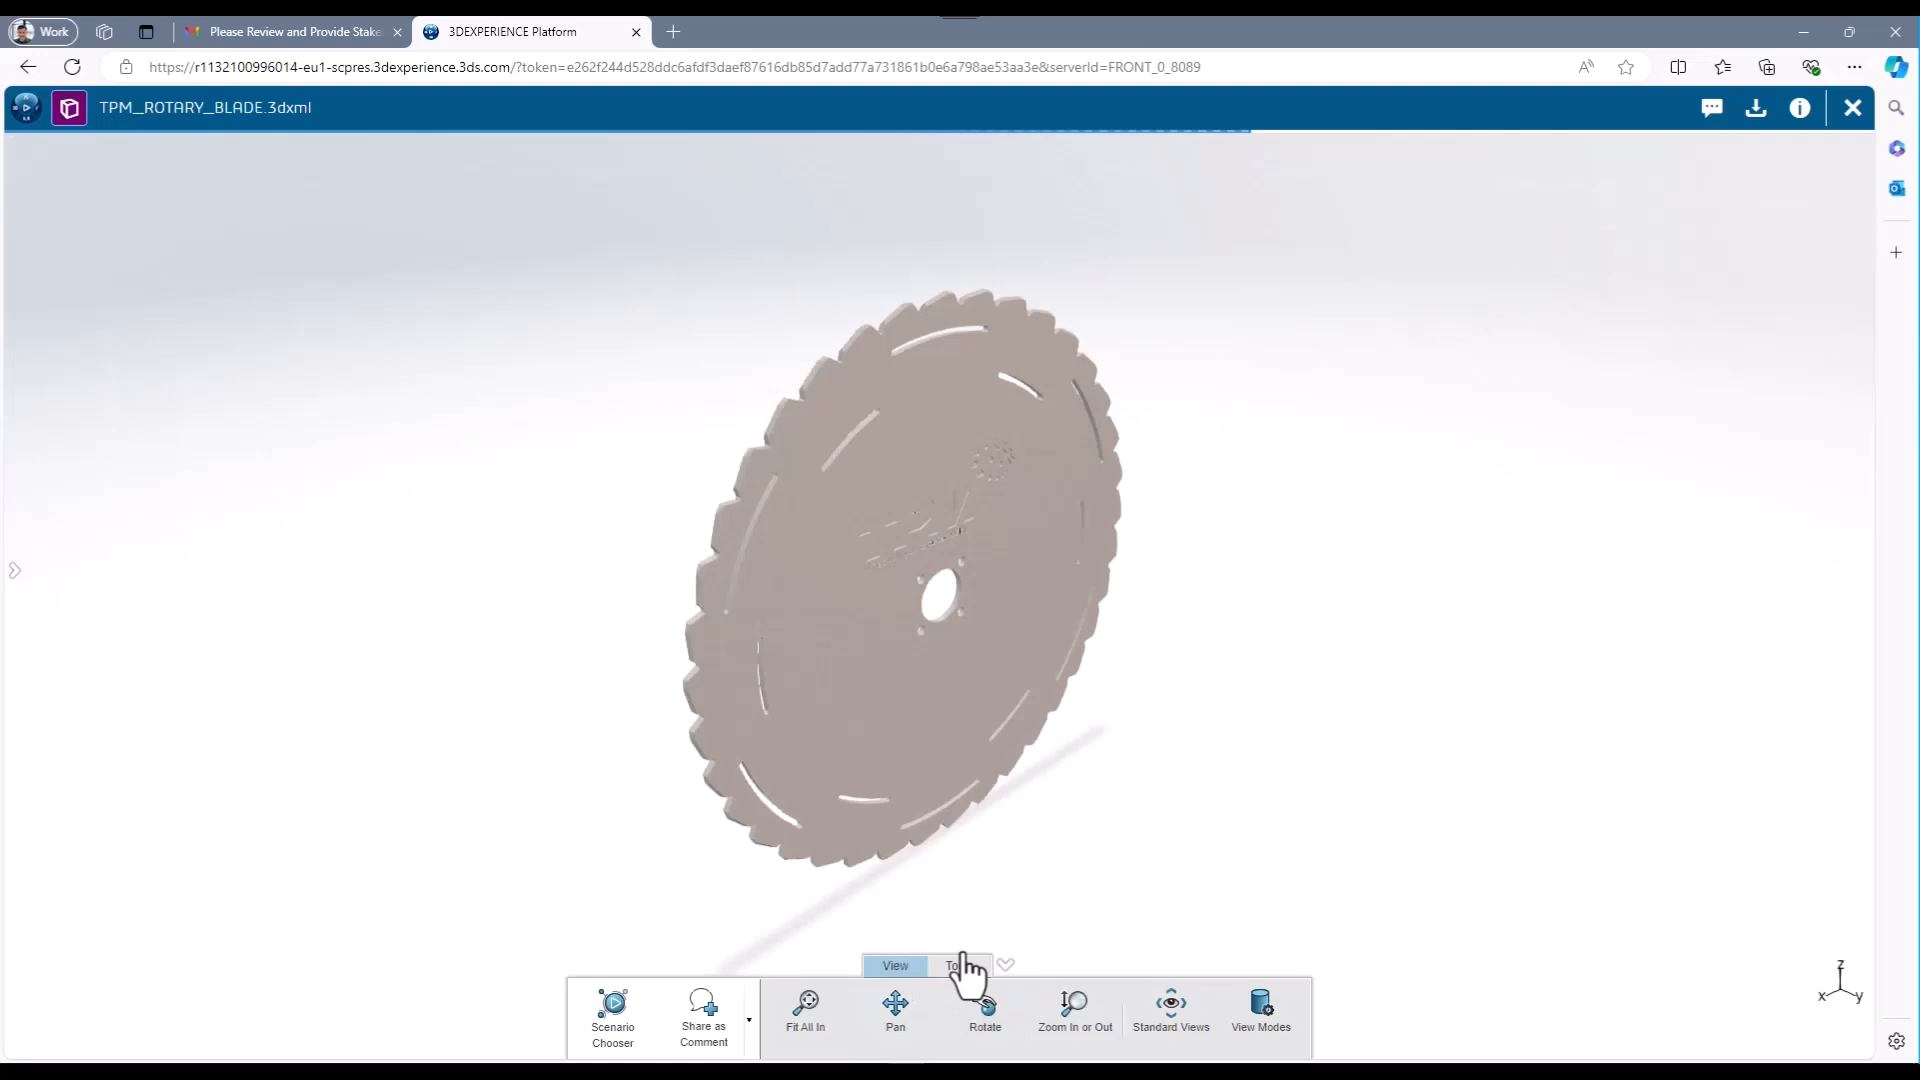 Work
Please Review and Provide Stake
3DEXPERIENCE Platform
https://r1132100996014-eu1-scpres.3dexperience.3ds.com/?token=e262f244d528ddc6afdf3daef87616db85d7add77a731861b0e6a798ae53aa3e&serverId=FRONT_0_8089
TPM_ROTARY_BLADE.3dxml
View
Scenario Chooser
Share as Comment
Fit All In
Pan
Rotate
Zoom In or Out
Standard Views
View Modes
Z
X
y